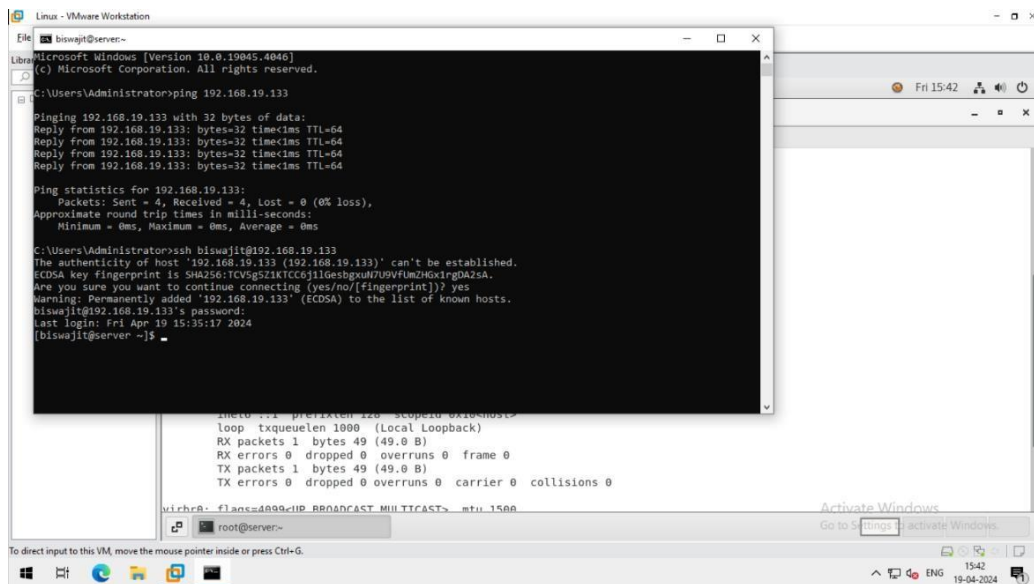 Linux - VMware Workstation
File
biswajit@server:~
Microsoft Windows [Version 10.0.19045.4046]
(c) Microsoft Corporation. All rights reserved.
C:\Users\Administrator>ping 192.168.19.133
Pinging 192.168.19.133 with 32 bytes of data:
Reply from 192.168.19.133: bytes=32 time<1ms TTL=64
Reply from 192.168.19.133: bytes=32 time<1ms TTL=64
Reply from 192.168.19.133: bytes=32 time<1ms TTL=64
Reply from 192.168.19.133: bytes=32 time<1ms TTL=64
Ping statistics for 192.168.19.133:
Packets: Sent = 4, Received = 4, Lost = 0 (0% loss),
Approximate round trip times in milli-seconds:
Minimum = 0ms, Maximum = 0ms, Average = 0ms
C:\Users\Administrator>ssh biswajit@192.168.19.133
The authenticity of host '192.168.19.133 (192.168.19.133)' can't be established.
ECDSA key fingerprint is
Are you sure you want to continue connecting (yes/no/[fingerprint])? yes
Warning: Permanently added '192.168.19.133' (ECDSA) to the list of known hosts.
biswajit@192.168.19.133's password:
Last login: Fri Apr 19 15:35:17 2024
[biswajit@server ~]$
Fri 15:42
loop txqueuelen 1000 (Local Loopback)
RX packets 1 bytes 49 (49.0 B)
RX errors 0 dropped 0 overruns 0 frame 0
TX packets 1 bytes 49 (49.0 B)
TX errors 0 dropped 0 overruns 0 carrier 0 collisions 0
virbr0: flags=4099<UP,BROADCAST,MULTICAST> mtu 1500
Activate Windows
Go to Settings to activate Windows.
root@server:~
To direct input to this VM, move the mouse pointer inside or press Ctrl+G.
ENG
15:42
19-04-2024